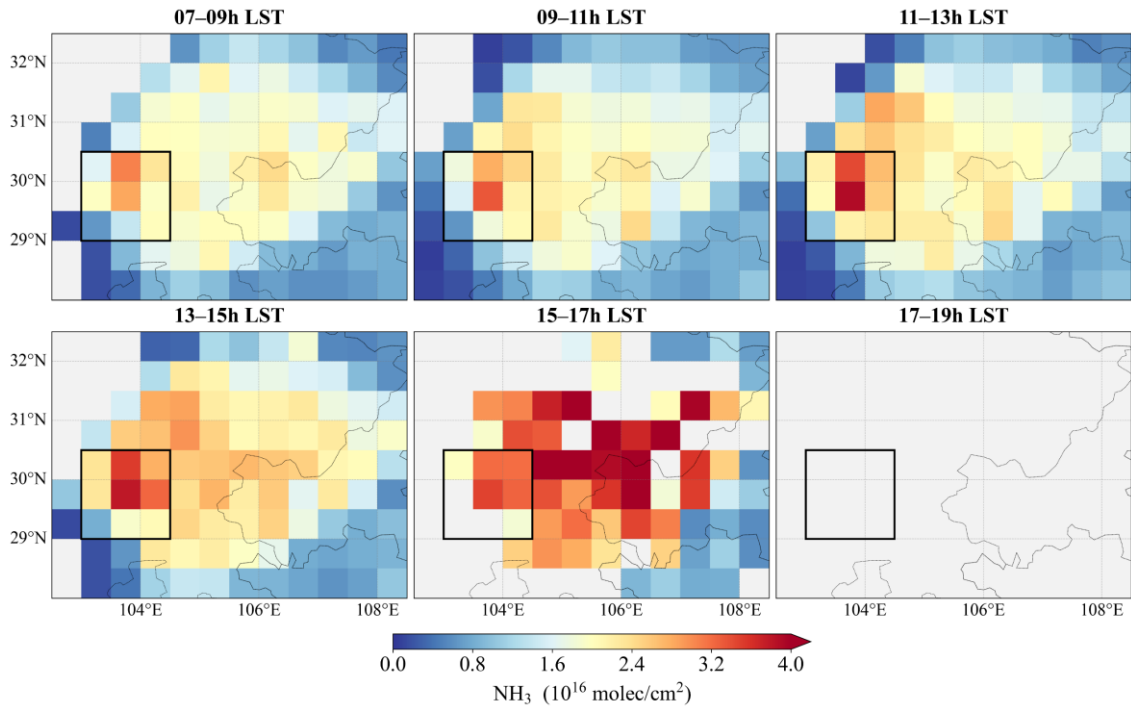 07–09h LST 09–11h LST 11–13h LST
32°N
31°N
30°N
29°N
13–15h LST 15–17h LST 17–19h LST
32°N
31°N
30°N
29°N
104°E 106°E 108°E 104°E 106°E 108°E 104°E 106°E 108°E
0.0 0.8 1.6 2.4 3.2 4.0
NH₃ (10¹⁶ molec/cm²)